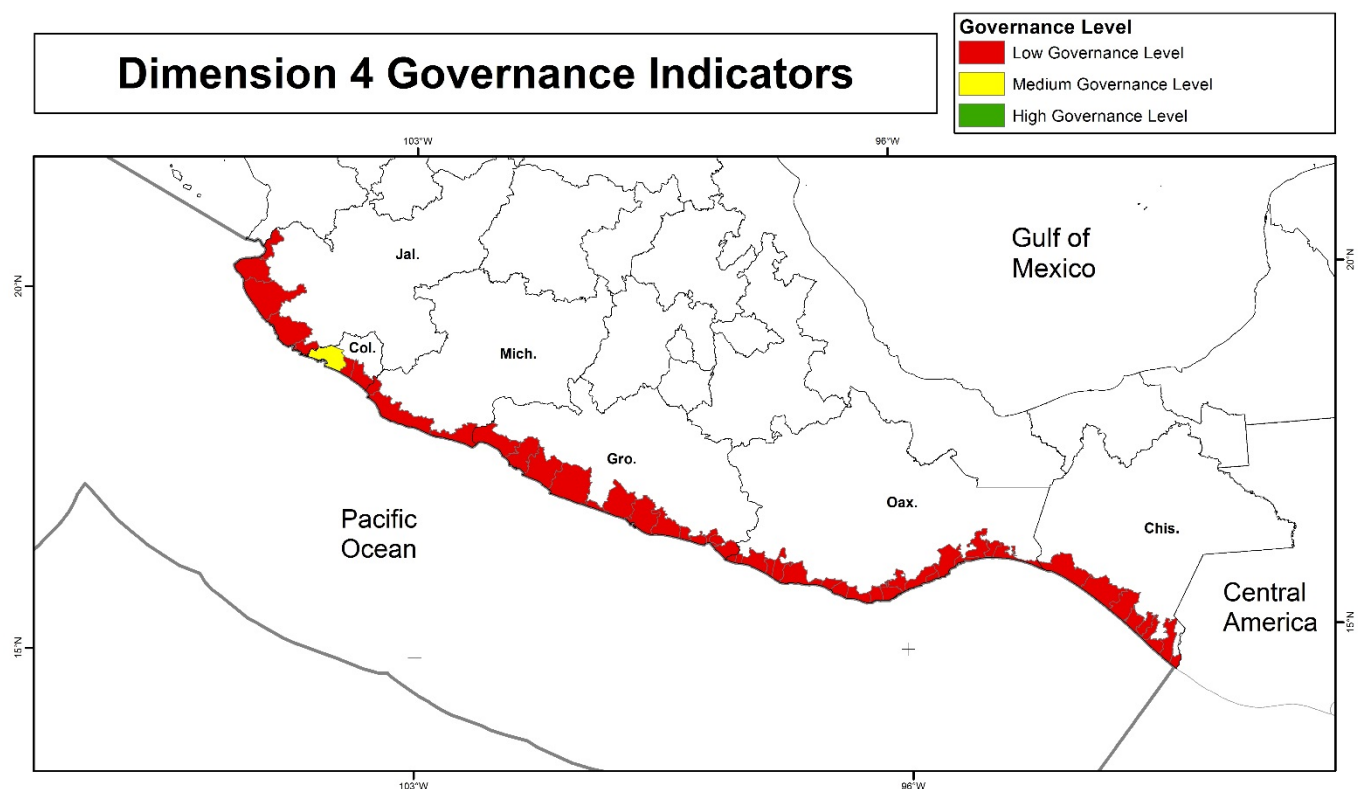 Dimension 4 Governance Indicators
Governance Level
Low Governance Level
Medium Governance Level
High Governance Level
103°W
96°W
20°N
20°N
Gulf of
Mexico
Jal.
Col.
Mich.
Gro.
Oax.
Chis.
Pacific
Ocean
Central
America
15°N
15°N
103°W
96°W